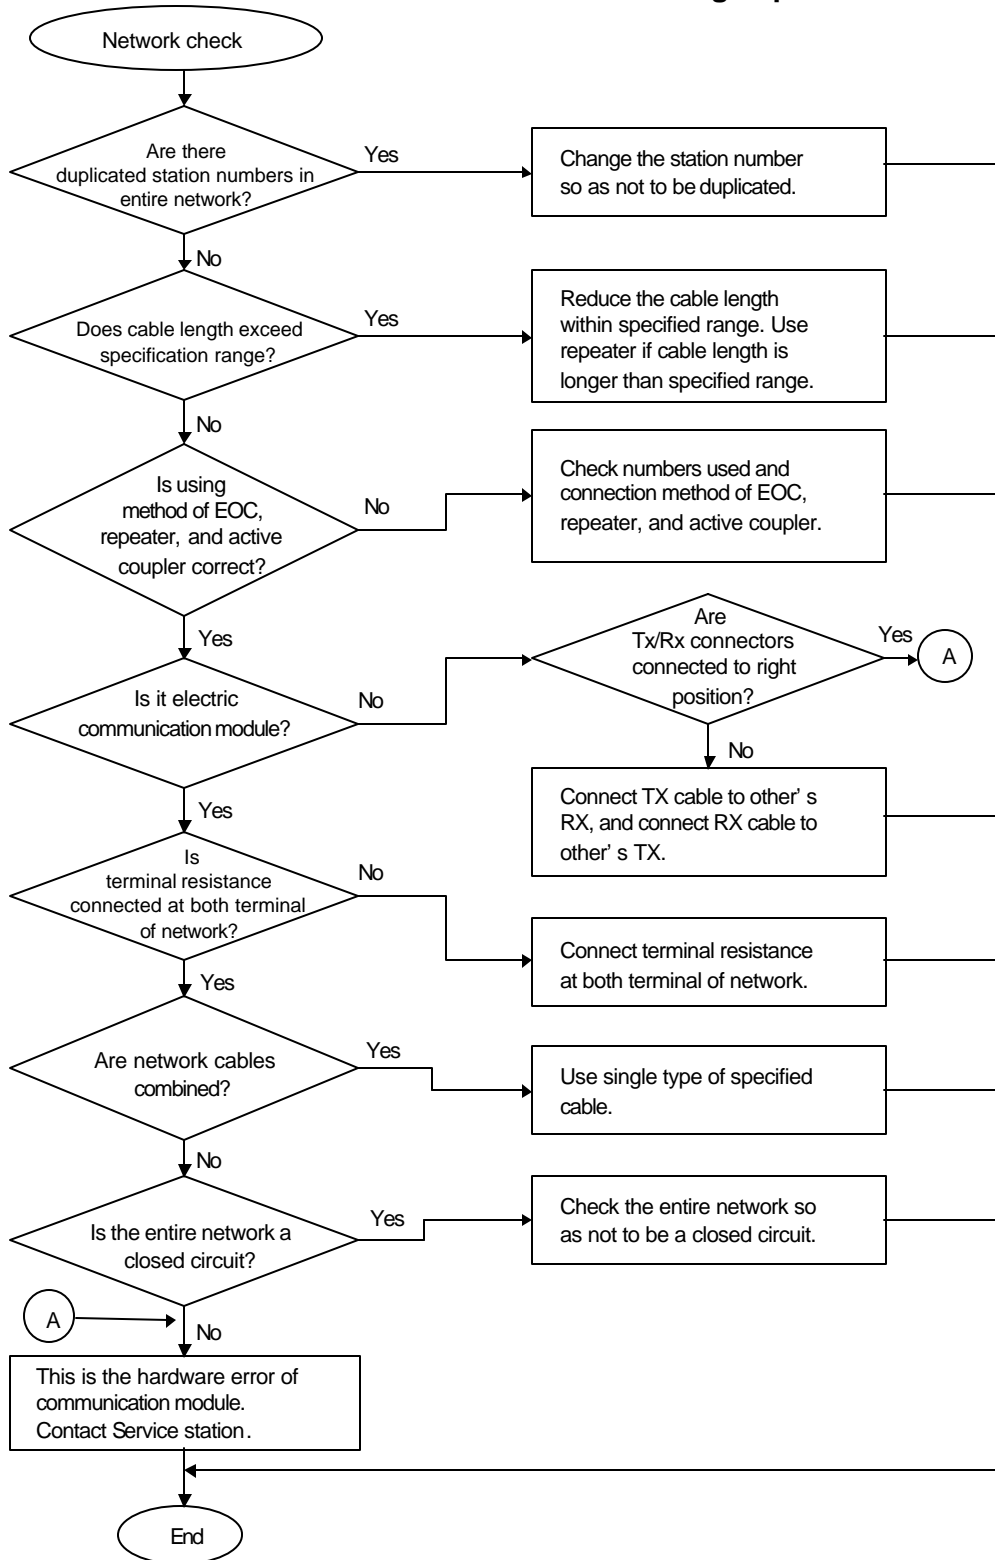 Network check
Are there
duplicated station numbers in
entire network?
Yes
Change the station number
so as not to be duplicated.
No
Does cable length exceed
specification range?
Yes
Reduce the cable length
within specified range. Use
repeater if cable length is
longer than specified range.
No
Is using
method of EOC,
repeater, and active
coupler correct?
No
Check numbers used and
connection method of EOC,
repeater, and active coupler.
Yes
Is it electric
communication module?
No
Are
Tx/Rx connectors
connected to right
position?
Yes
A
No
Connect TX cable to other’ s
RX, and connect RX cable to
other’ s TX.
Yes
Is
terminal resistance
connected at both terminal
of network?
No
Connect terminal resistance
at both terminal of network.
Yes
Are network cables
combined?
Yes
Use single type of specified
cable.
No
Is the entire network a
closed circuit?
Yes
Check the entire network so
as not to be a closed circuit.
A
No
This is the hardware error of
communication module.
Contact Service station.
End